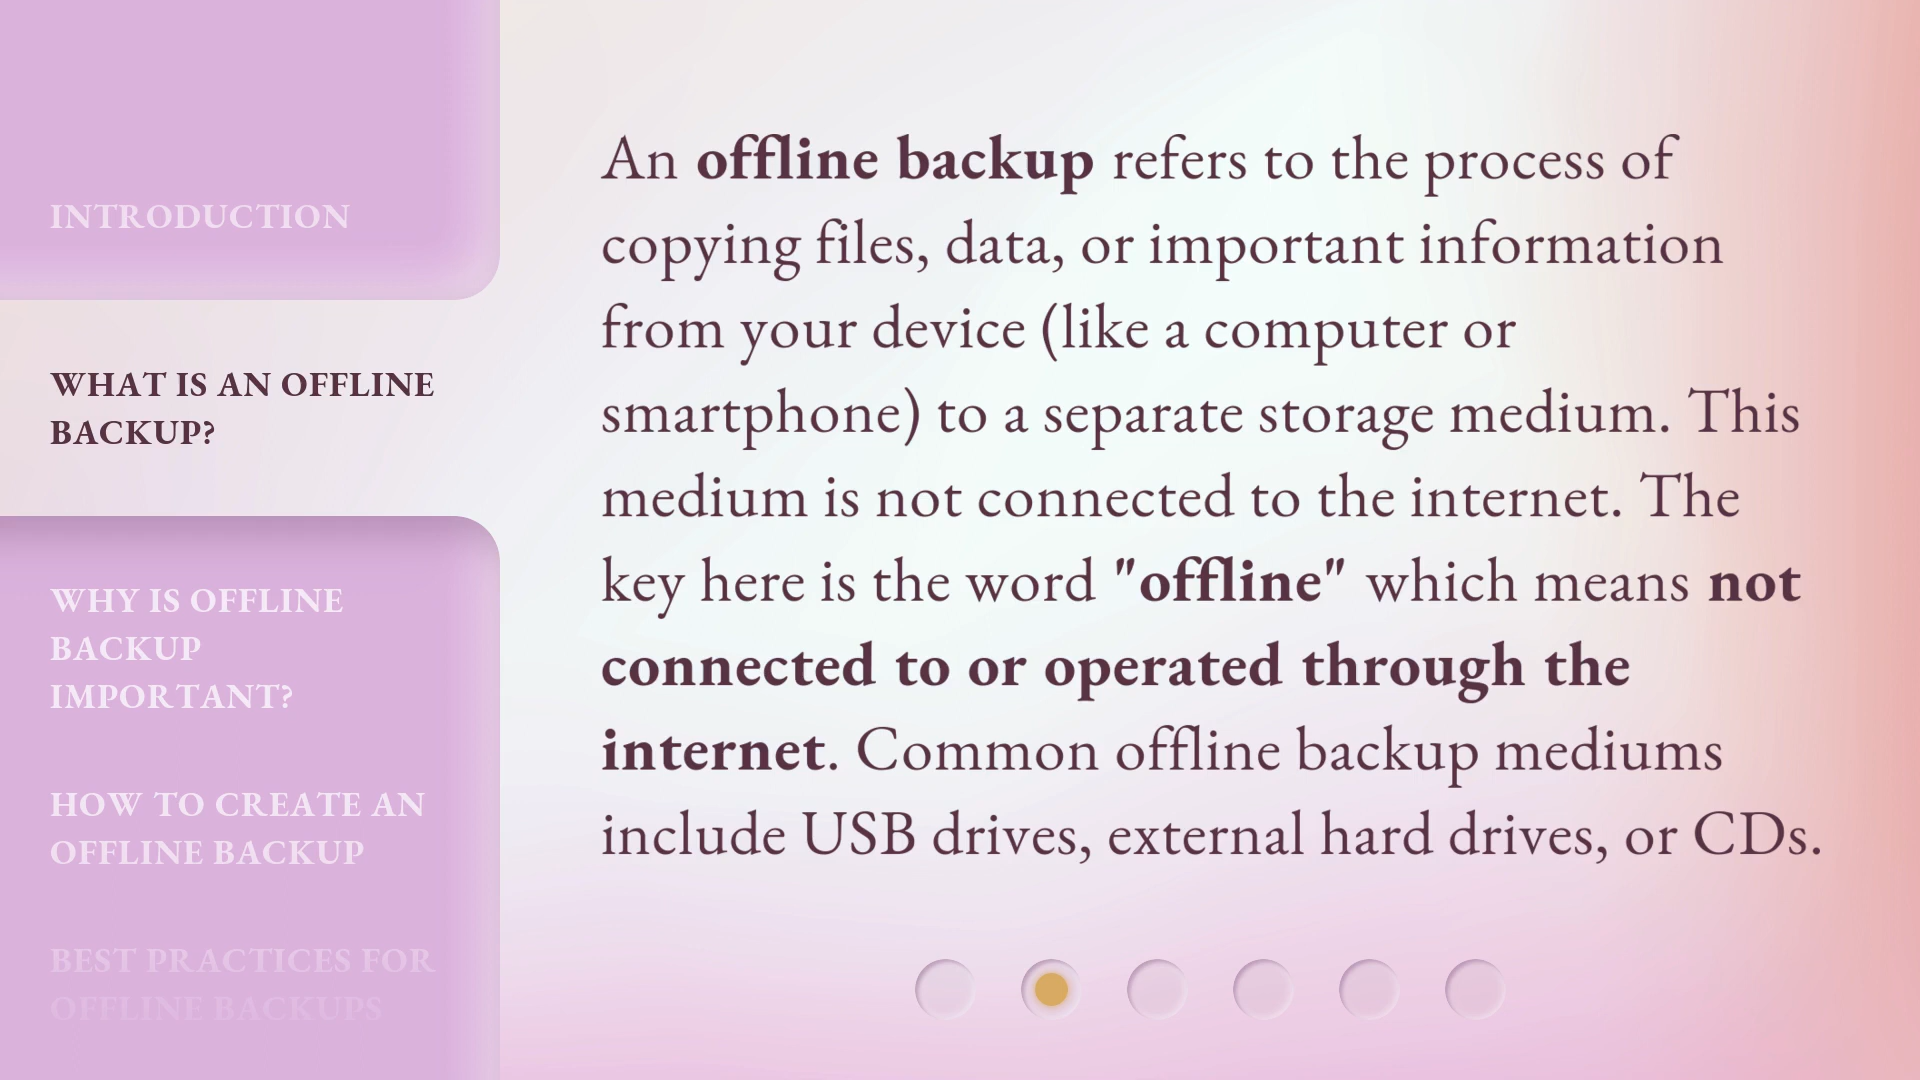 INTRODUCTION
WHAT IS AN OFFLINE
BACKUP?
WHY IS OFFLINE
BACKUP
IMPORTANT?
HOW TO CREATE AN
OFFLINE BACKUP
BEST PRACTICES FOR
OFFLINE BACKUPS
An offline backup refers to the process of
copying files, data, or important information
from your device (like a computer or
smartphone) to a separate storage medium. This
medium is not connected to the internet. The
key here is the word "offline" which means not
connected to or operated through the
internet. Common offline backup mediums
include USB drives, external hard drives, or CDs.